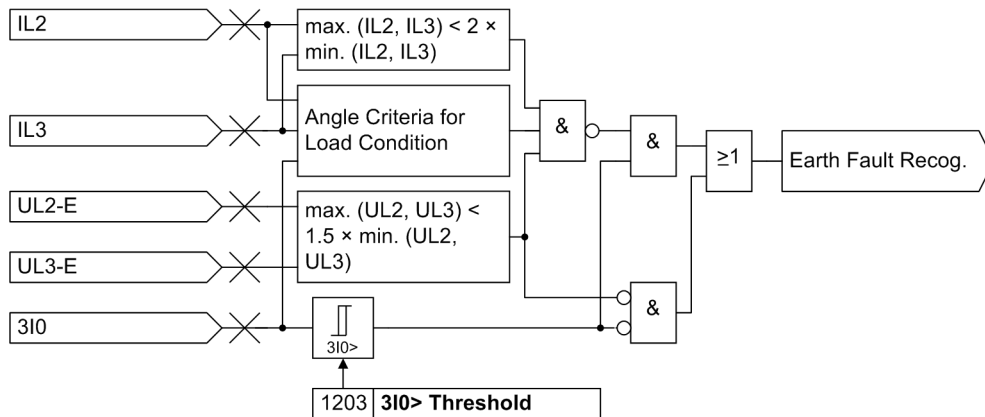 IL2
max. (IL2, IL3) < 2 ×
min. (IL2, IL3)
IL3
Angle Criteria for
Load Condition
&
&
≥1
Earth Fault Recog.
UL2-E
max. (UL2, UL3) <
1.5 × min. (UL2,
UL3)
UL3-E
&
3I0
3I0>
1203 3I0> Threshold